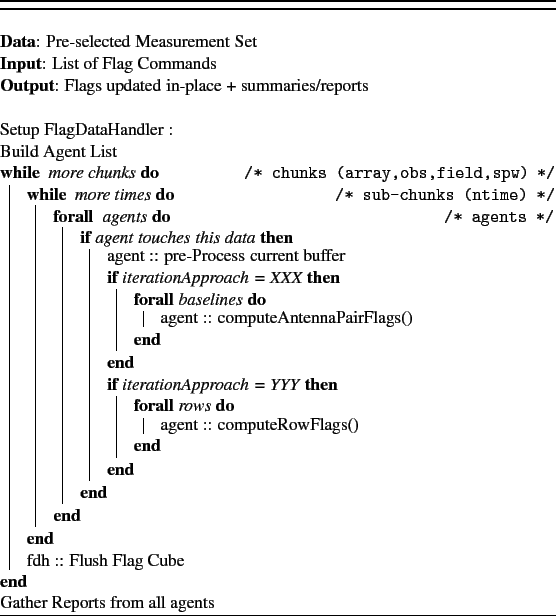 Data: Pre-selected Measurement Set
Input: List of Flag Commands
Output: Flags updated in-place + summaries/reports
Setup FlagDataHandler :
Build Agent List
while more chunks do /* chunks (array,obs,field,spw) */
while more times do /* sub-chunks (ntime) */
forall agents do /* agents */
if agent touches this data then
agent :: pre-Process current buffer
if iterationApproach = XXX then
forall baselines do
agent :: computeAntennaPairFlags()
end
end
if iterationApproach = YYY then
forall rows do
agent :: computeRowFlags()
end
end
end
end
end
fdh :: Flush Flag Cube
end
Gather Reports from all agents